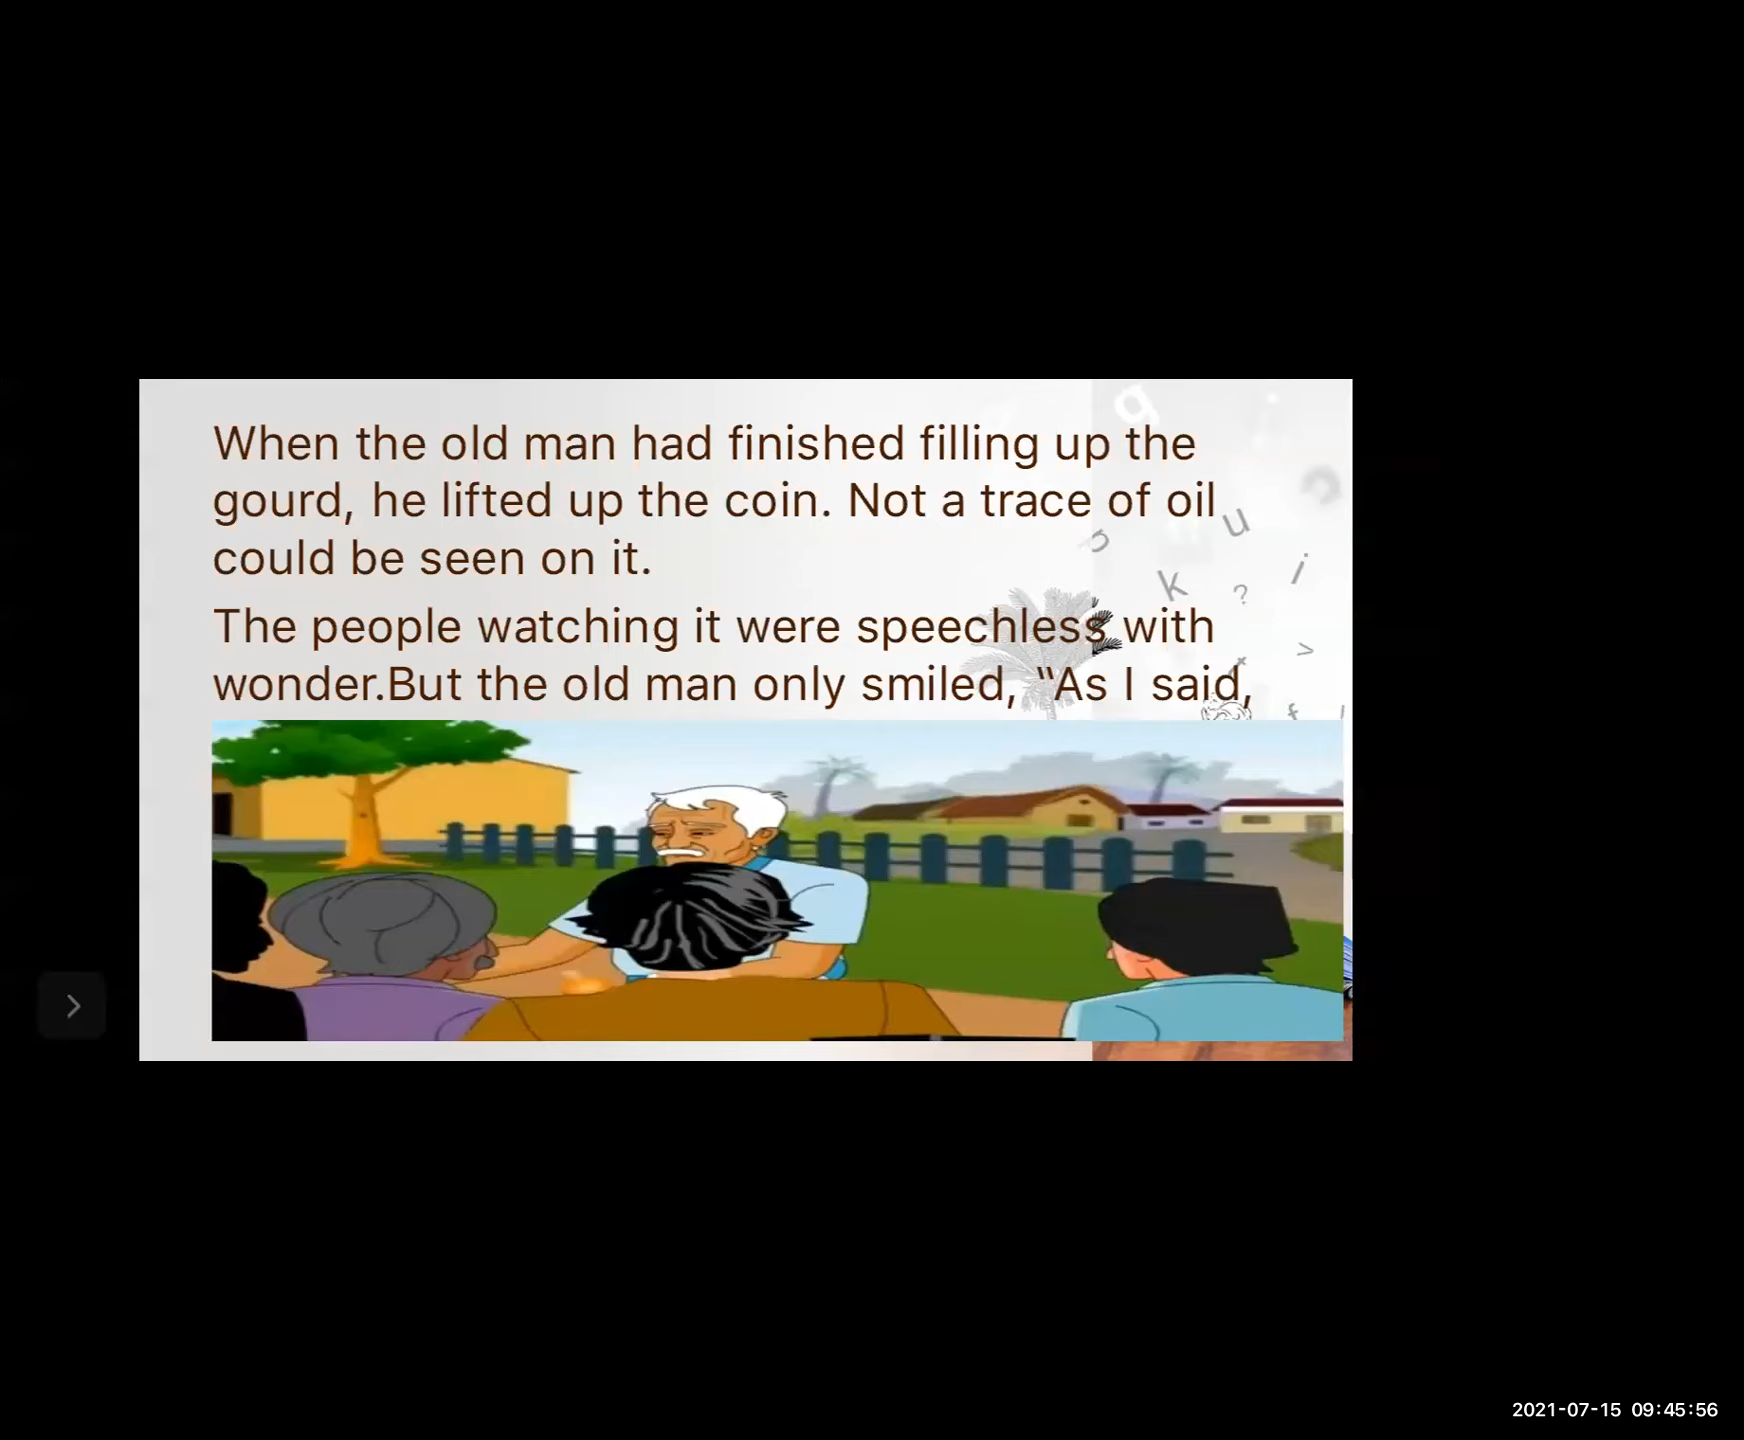 When the old man had finished filling up the
gourd, he lifted up the coin. Not a trace of oil
could be seen on it.
The people watching it were speechless with
wonder.But the old man only smiled, “As I said,
g
u
k
i
?
>
f
2021-07-15 09:45:56